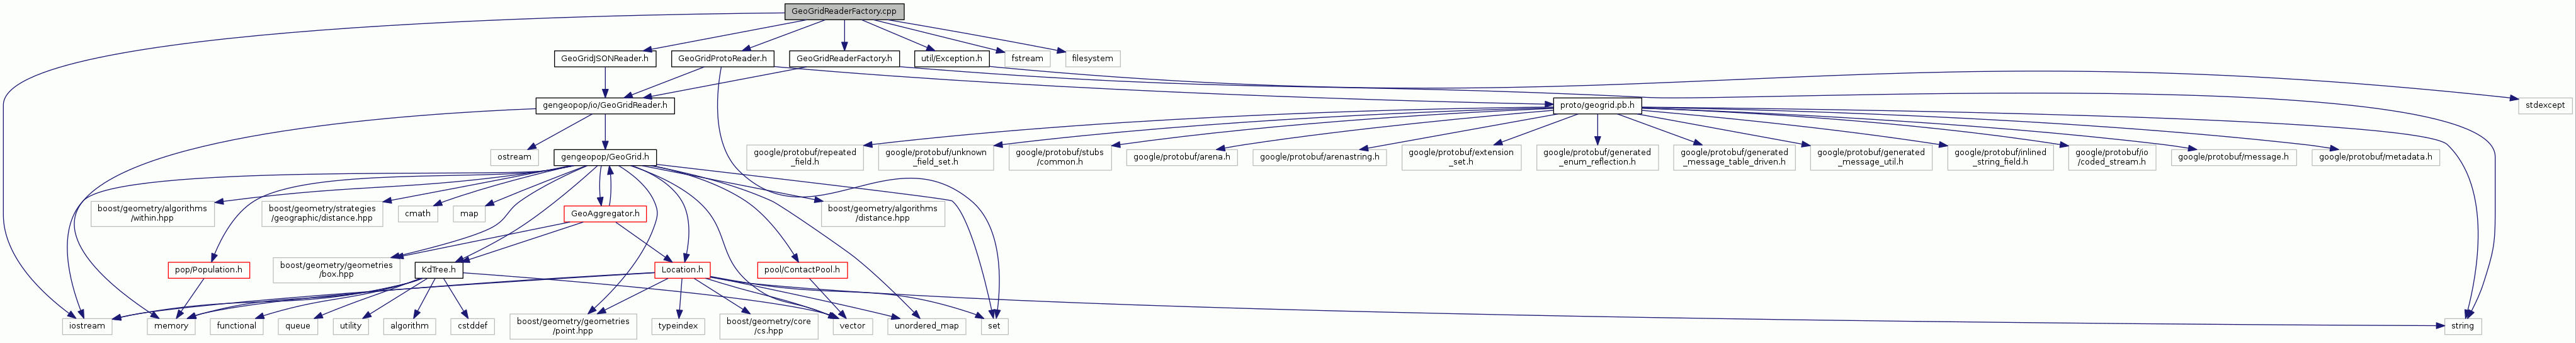 GeoGridReaderFactory.cpp
GeoGridJSONReader.h
GeoGridProtoReader.h
GeoGridReaderFactory.h
util/Exception.h
fstream
filesystem
gengeopop/io/GeoGridReader.h
proto/geogrid.pb.h
stdexcept
ostream
gengeopop/GeoGrid.h
google/protobuf/repeated
_field.h
google/protobuf/unknown
_field_set.h
google/protobuf/stubs
/common.h
google/protobuf/arena.h
google/protobuf/arenastring.h
google/protobuf/extension
_set.h
google/protobuf/generated
_enum_reflection.h
google/protobuf/generated
_message_table_driven.h
google/protobuf/generated
_message_util.h
google/protobuf/inlined
_string_field.h
google/protobuf/io
/coded_stream.h
google/protobuf/message.h
google/protobuf/metadata.h
boost/geometry/algorithms
/within.hpp
boost/geometry/strategies
/geographic/distance.hpp
cmath
map
GeoAggregator.h
boost/geometry/algorithms
/distance.hpp
pop/Population.h
boost/geometry/geometries
/box.hpp
KdTree.h
Location.h
pool/ContactPool.h
iostream
memory
functional
queue
utility
algorithm
cstddef
boost/geometry/geometries
/point.hpp
typeindex
boost/geometry/core
/cs.hpp
vector
unordered_map
set
string